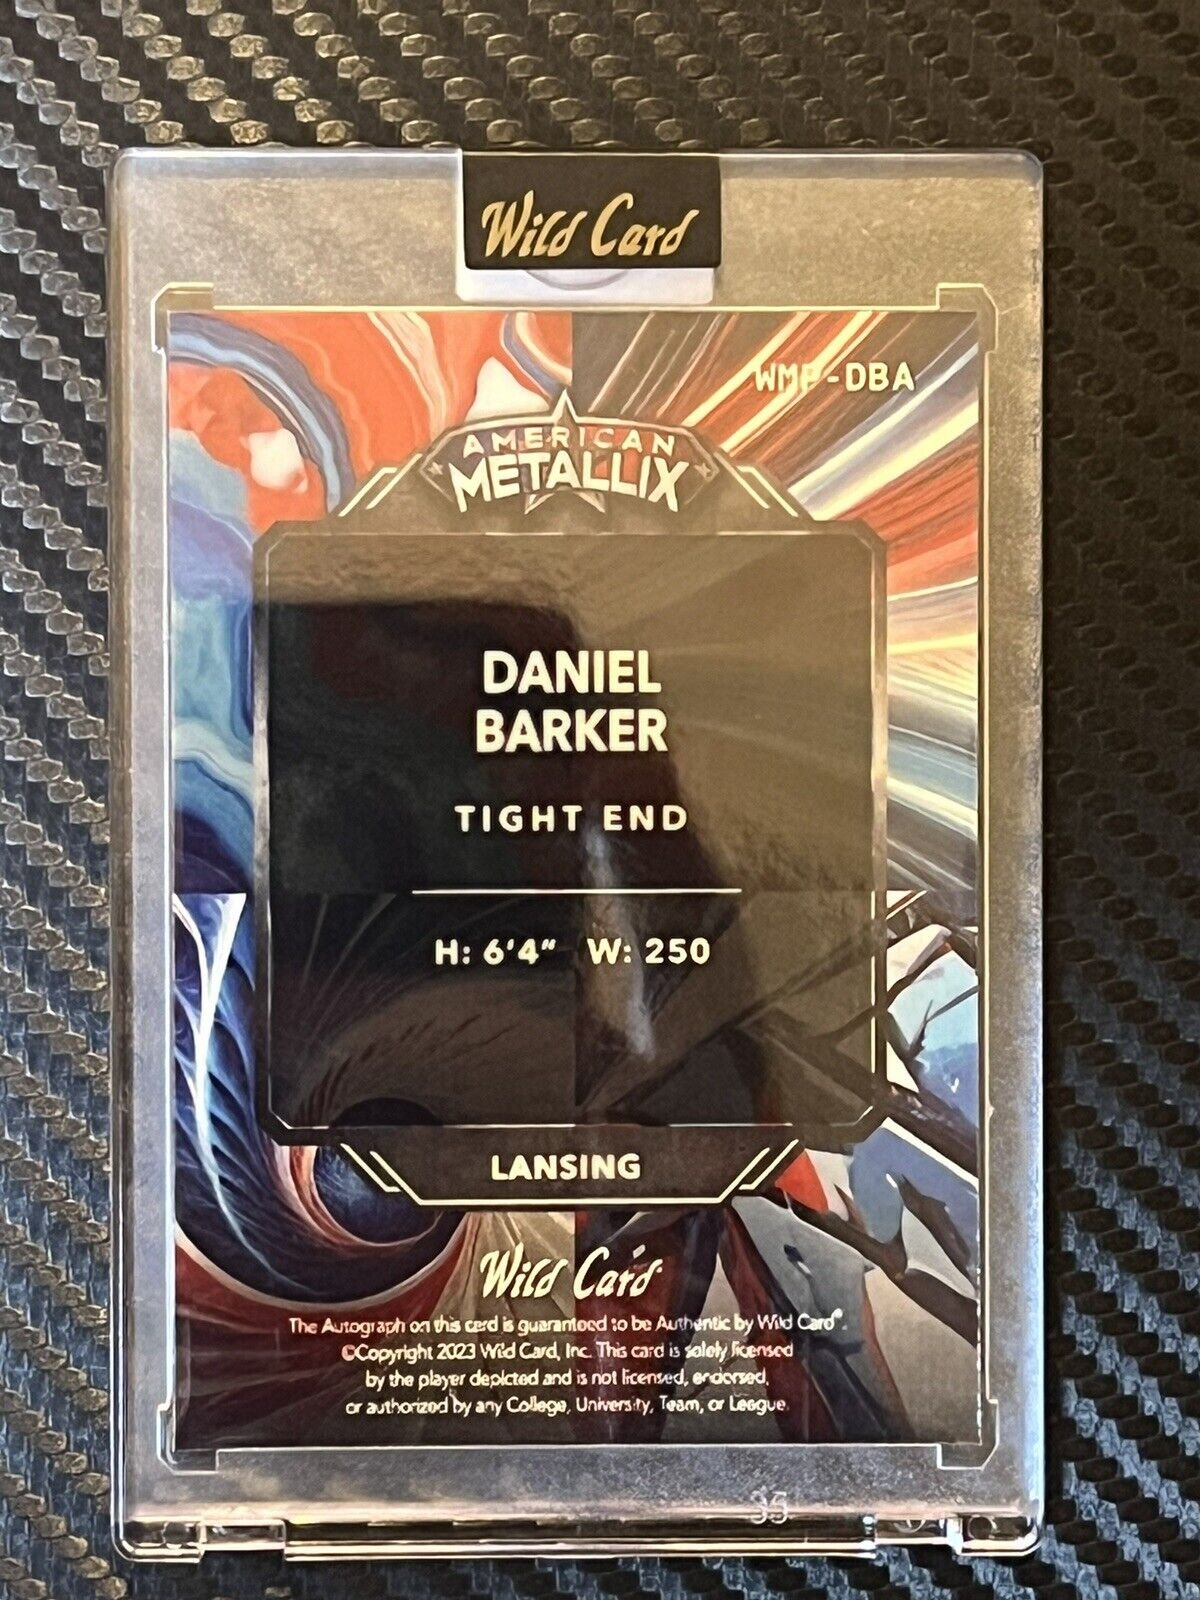 Wild Card
WMP-DBA
AMERICAN
METALLIX
DANIEL
BARKER
TIGHT END
H: 6'4" W: 250
LANSING
Wild Card
The Autograph on this card is guaranteed to be Authentic by Wild Card®.
©Copyright 2023 Wild Card, Inc. This card is solely licensed
by the player depicted and is not licensed, endorsed,
or authorized by any College, University, Team, or League.
35